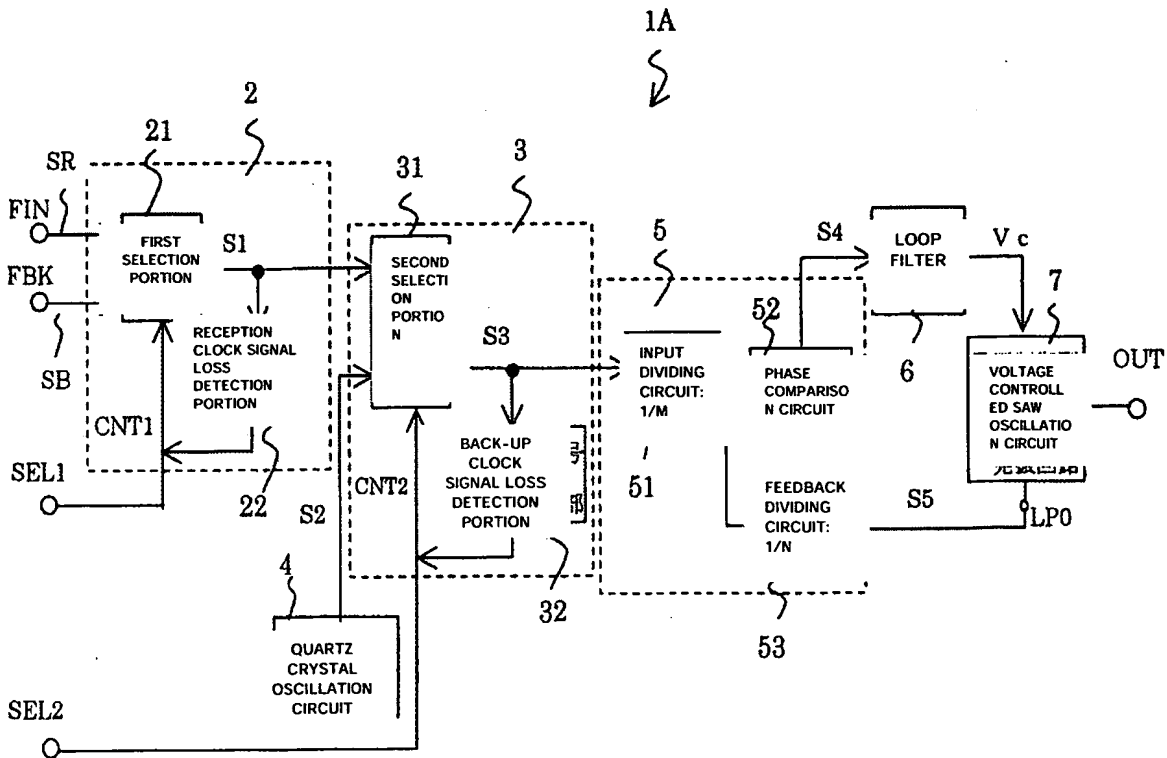 1A
2
21
SR
FIN
FIRST
SELECTION
PORTION
S1
FBK
SB
RECEPTION
CLOCK SIGNAL
LOSS
DETECTION
PORTION
CNT1
SEL1
22
3
31
SECOND
SELECTI
ON
PORTIO
N
S3
CNT2
BACK-UP
CLOCK
SIGNAL LOSS
DETECTION
PORTION
32
S2
4
QUARTZ
CRYSTAL
OSCILLATION
CIRCUIT
SEL2
5
INPUT
DIVIDING
CIRCUIT:
1/M
51
52
PHASE
COMPARISO
N CIRCUIT
FEEDBACK
DIVIDING
CIRCUIT:
1/N
53
S4
LOOP
FILTER
6
V c
7
VOLTAGE
CONTROLL
ED SAW
OSCILLATIO
N CIRCUIT
OUT
S5
LPO